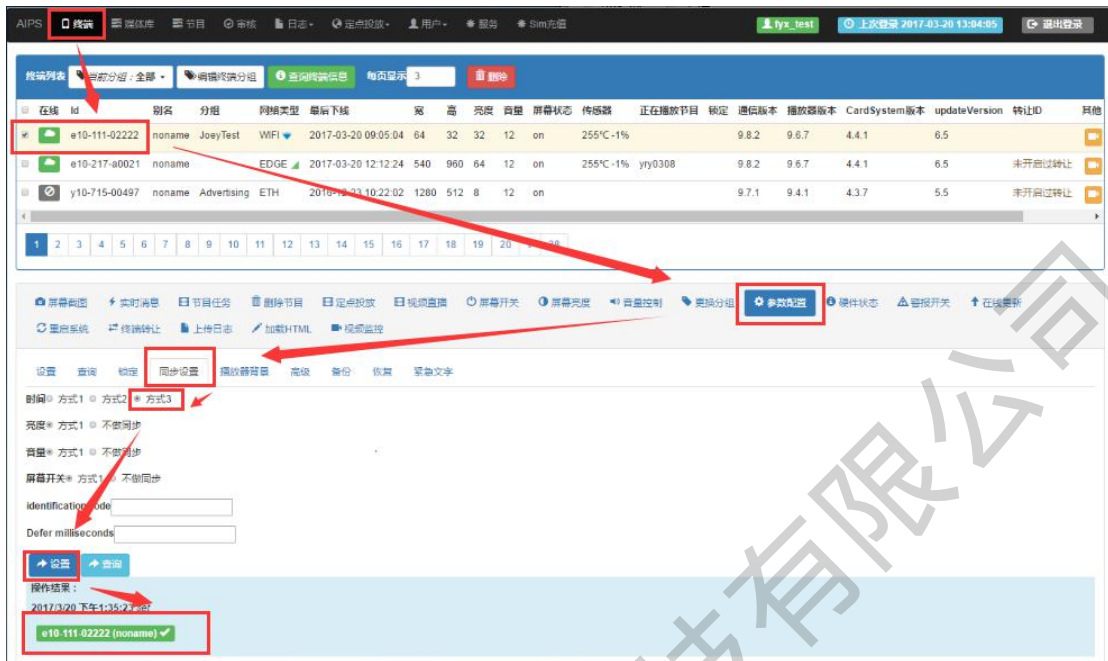 AIPS 终端 媒体库 节目 审核 日志 定点投放 用户 服务 Sim充值 fyx_test 上次登录 2017-03-20 13:04:05 退出登录
终端列表 当前分组：全部 编辑终端分组 查询终端信息 每页显示 3 删除
在线 Id 别名 分组 网络类型 最后下线 宽 高 亮度 音量 屏幕状态 传感器 正在播放节目 锁定 通信版本 播放器版本 CardSystem版本 updateVersion 转让ID 其他
e10-111-02222 noname JoeyTest WIFI 2017-03-20 09:05:04 64 32 32 12 on 255℃-1% 9.8.2 9.6.7 4.4.1 6.5
e10-217-a0021 noname EDGE 2017-03-20 12:12:24 540 960 64 12 on 255℃-1% yry0308 9.8.2 9.6.7 4.4.1 6.5 未开启过转让
y10-715-00497 noname Advertising ETH 10:22:02 1280 512 8 12 on 9.7.1 9.4.1 4.3.7 5.5 未开启过转让
1 2 3 4 5 6 7 8 9 10 11 12 13 14 15 16 17 18 19 20
屏幕截图 实时消息 节目任务 删除节目 定点投放 视频直播 屏幕开关 屏幕亮度 音量控制 更换分组 参数配置 硬件状态 警报开关 在线更新
重启系统 终端转让 上传日志 加载HTML 视频监控
设置 查询 锁定 同步设置 播放器背景 高级 备份 恢复 紧急文字
时间 方式1 方式2 方式3
亮度 方式1 不做同步
音量 方式1 不做同步
屏幕开关 方式1 不做同步
identification code
Defer milliseconds
设置 查询
操作结果：
2017/3/20 下午1:35:23 set
e10-111-02222 (noname)
技有限公司